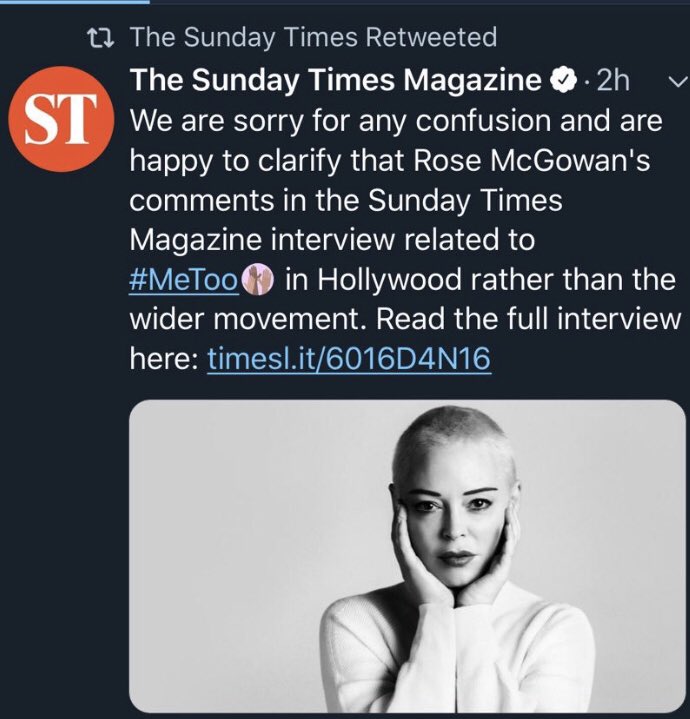 The Sunday Times Retweeted
The Sunday Times Magazine · 2h
ST
We are sorry for any confusion and are
happy to clarify that Rose McGowan's
comments in the Sunday Times
Magazine interview related to
#MeToo in Hollywood rather than the
wider movement. Read the full interview
here: timesl.it/6016D4N16